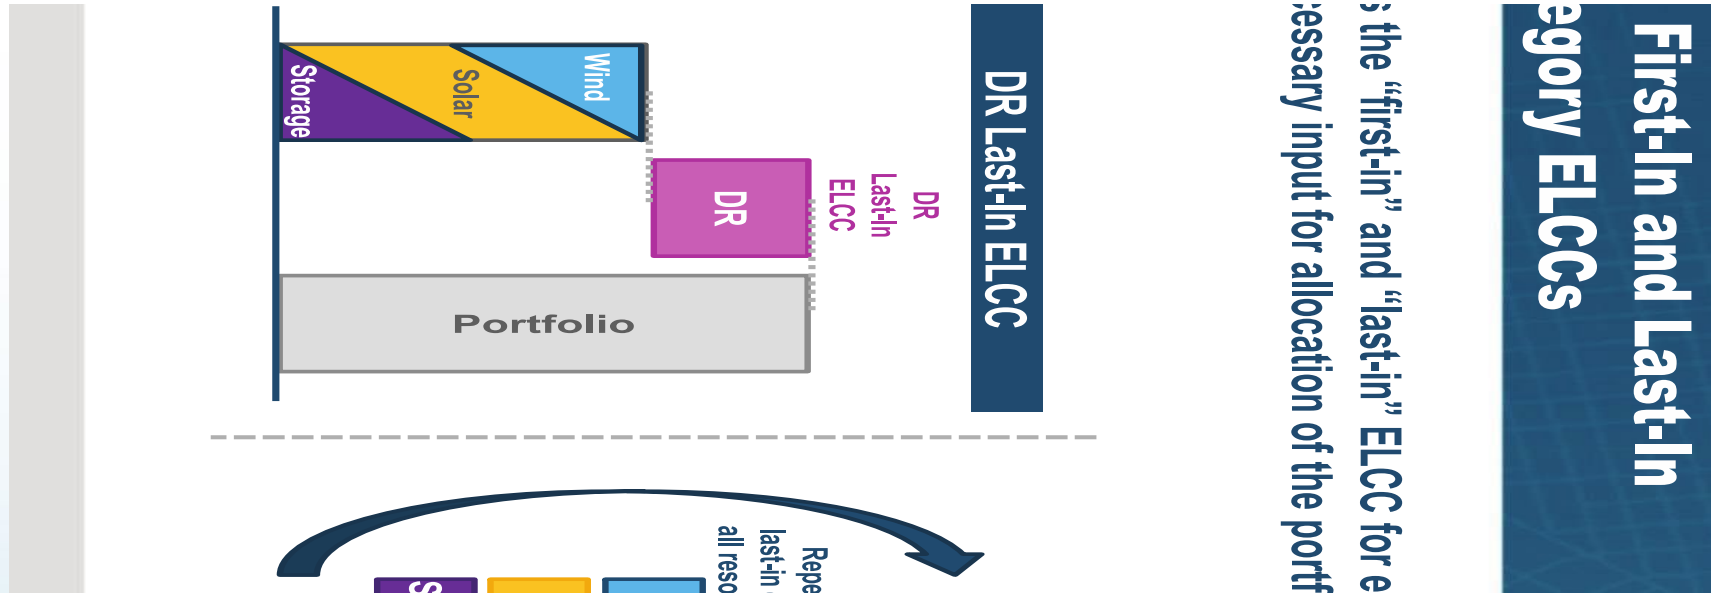 First-In and Last-In
egory ELCCs
s the “first-in” and “last-in” ELCC for e
cessary input for allocation of the portf
DR Last-In ELCC
DR
Last-In
ELCC
Wind
Solar
Storage
DR
Portfolio
Repe
last-in
all reso
S